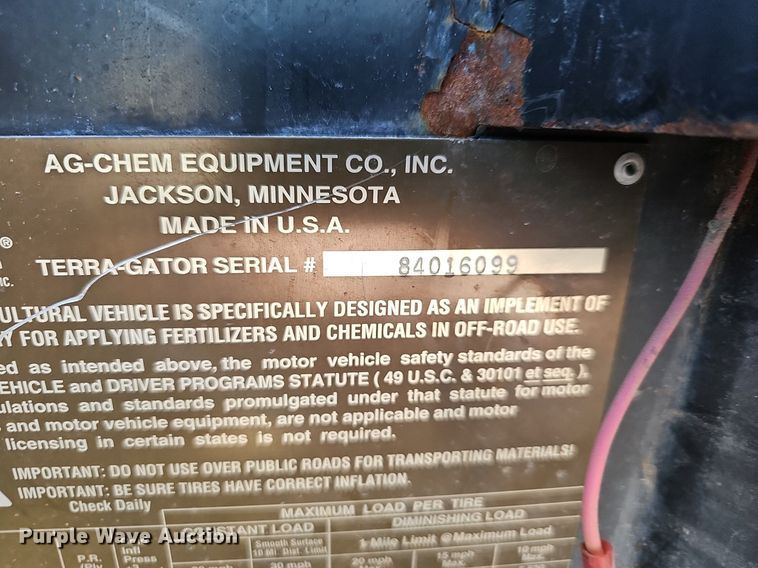 AG-CHEM EQUIPMENT CO., INC.
JACKSON, MINNESOTA
MADE IN U.S.A.
®
INC.
TERRA-GATOR SERIAL # 84016099
VEHICLE IS SPECIFICALLY DESIGNED AS AN IMPLEMENT OF
FOR APPLYING FERTILIZERS AND CHEMICALS IN OFF-ROAD USE.
as intended above, the motor vehicle safety standards of the
VEHICLE and DRIVER PROGRAMS STATUTE ( 49 U.S.C. & 30101 et seq. ),
and standards promulgated under that statute for motor
and motor vehicle equipment, are not applicable and motor
licensing in certain states is not required.
IMPORTANT: DO NOT USE OVER PUBLIC ROADS FOR TRANSPORTING MATERIALS!
IMPORTANT: BE SURE TIRES HAVE CORRECT INFLATION.
Check Daily
MAXIMUM LOAD PER TIRE
CONSTANT LOAD DIMINISHING LOAD
Smooth Surface 1 Mile Limit @Maximum Load
10 Mi. Dist. Limit
P.R. Infl Press 30 mph 20 mph 15 mph 10 mph
(Ply Max. Max. Max.
Purple Wave Auction